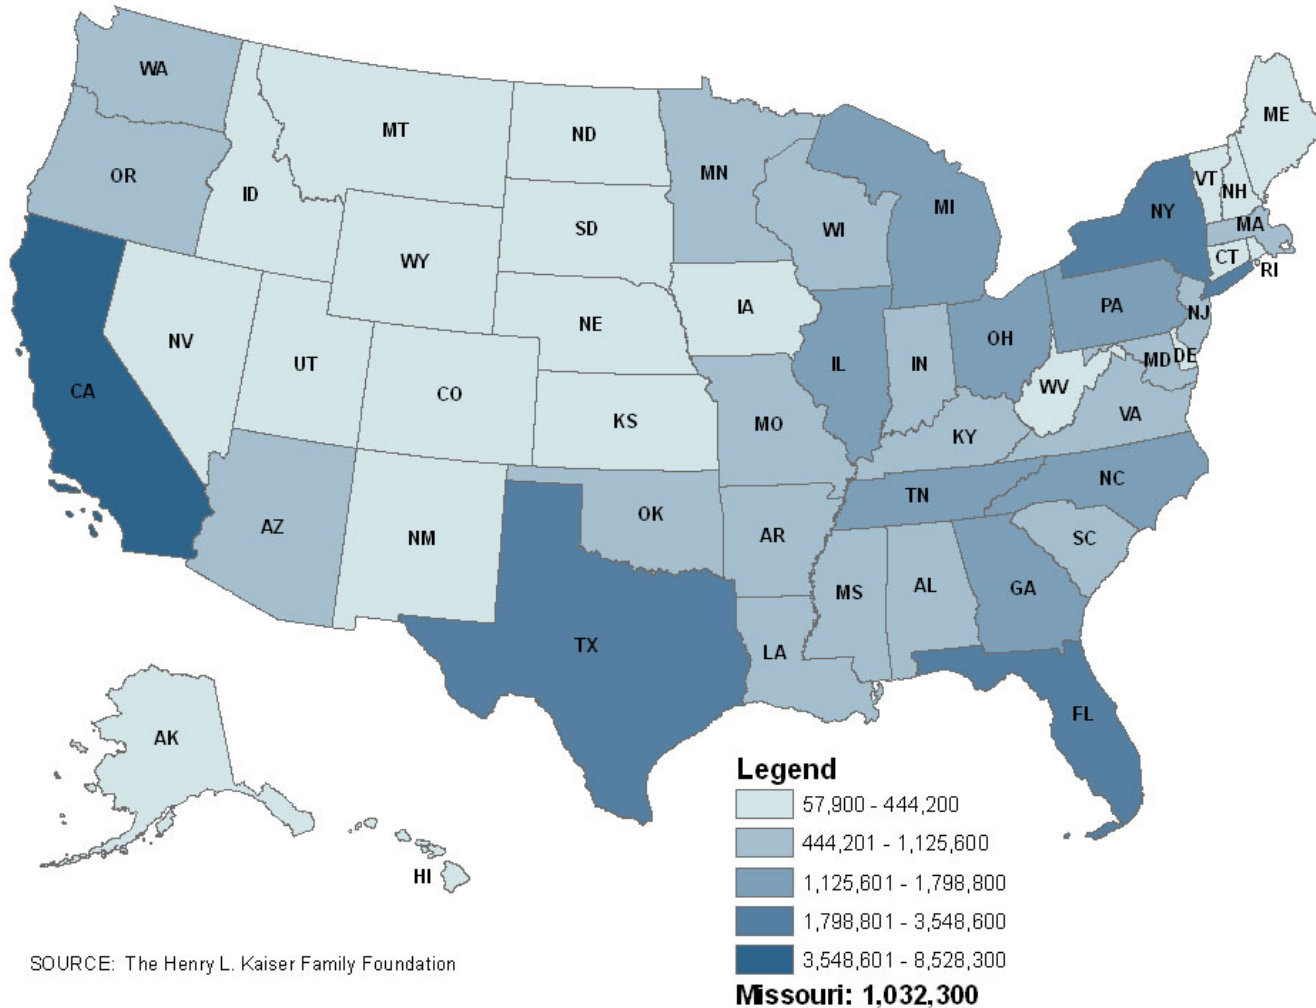 WA
MT
ND
MN
ME
OR
ID
SD
WI
MI
VT
NH
NY
MA
WY
CT
RI
IA
NE
PA
NJ
NV
UT
CO
IL
IN
OH
MD
DE
CA
KS
MO
WV
VA
KY
AZ
NM
OK
AR
TN
NC
SC
MS
AL
GA
TX
LA
FL
AK
HI
Legend
57,900 - 444,200
444,201 - 1,125,600
1,125,601 - 1,798,800
1,798,801 - 3,548,600
3,548,601 - 8,528,300
SOURCE: The Henry L. Kaiser Family Foundation
Missouri: 1,032,300